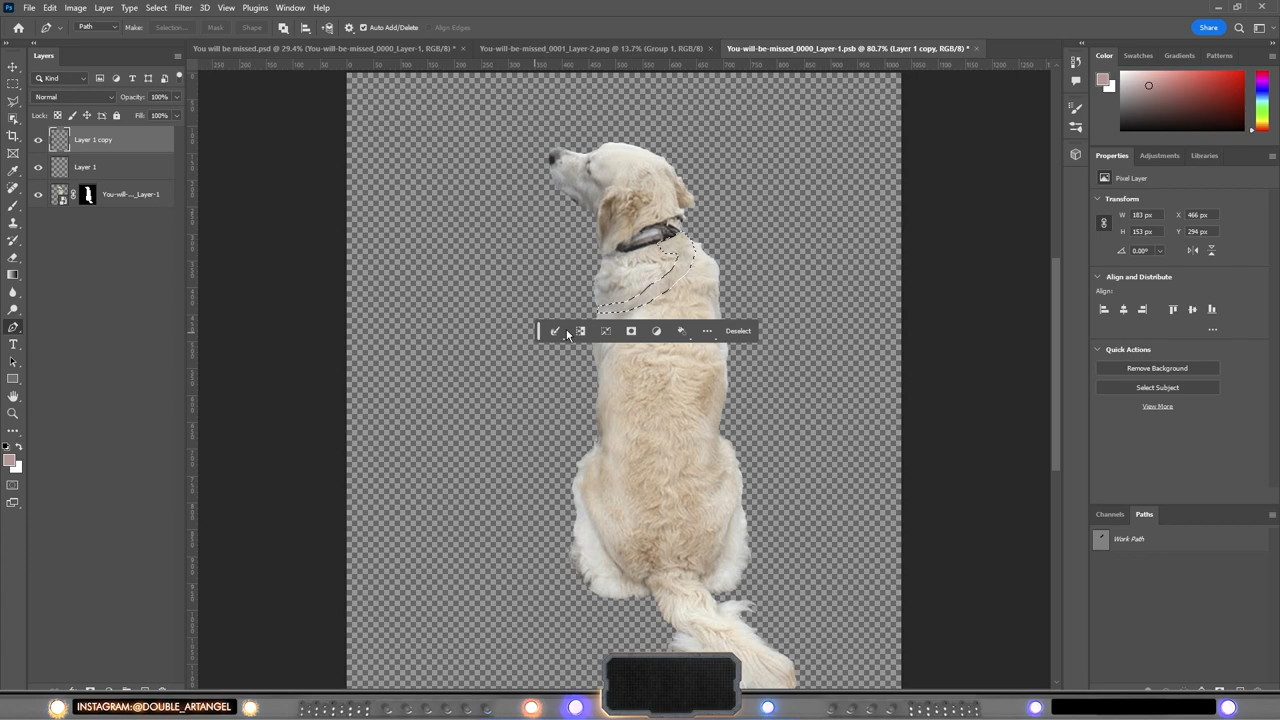 Ps File Edit Image Layer Type Select Filter 3D View Plugins Window Help
Path Make: Selection... Mask Shape Auto Add/Delete Align Edges Share
Layers
You will be missed.psd @ 29.4% (You-will-be-missed_0000_Layer-1, RGB/8) *
You-will-be-missed_0001_Layer-2.png @ 13.7% (Group 1, RGB/8)
You-will-be-missed_0000_Layer-1.psb @ 80.7% (Layer 1 copy, RGB/8) *
Color Swatches Gradients Patterns
Kind
Normal Opacity: 100%
Lock: Fill: 100%
Layer 1 copy
Layer 1
You-will-..._Layer-1
Deselect
Properties Adjustments Libraries
Pixel Layer
Transform
W 183 px X 466 px
H 153 px Y 294 px
0.00°
Align and Distribute
Align:
Quick Actions
Remove Background
Select Subject
View More
Channels Paths
Work Path
INSTAGRAM:@DOUBLE_ARTANGEL